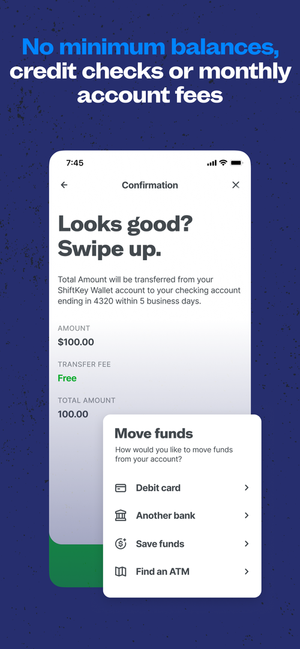 No minimum balances,
credit checks or monthly
account fees
7:45
Confirmation
Looks good?
Swipe up.
Total Amount will be transferred from your
ShiftKey Wallet account to your checking account
ending in 4320 within 5 business days.
AMOUNT
$100.00
TRANSFER FEE
Free
TOTAL AMOUNT
100.00
Move funds
How would you like to move funds
from your account?
Debit card
Another bank
Save funds
Find an ATM